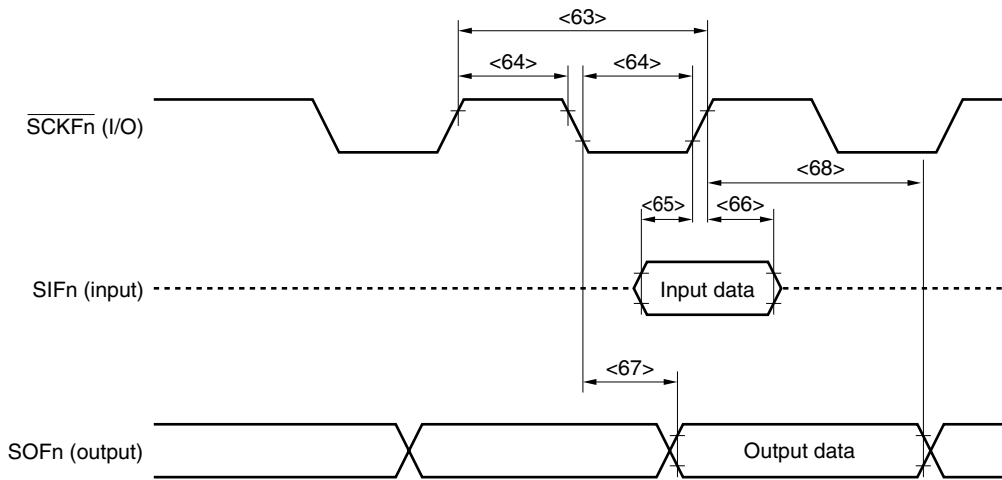 <63>
<64> <64>
SCKFn (I/O)
<68>
<65> <66>
SIFn (input) Input data
<67>
SOFn (output) Output data